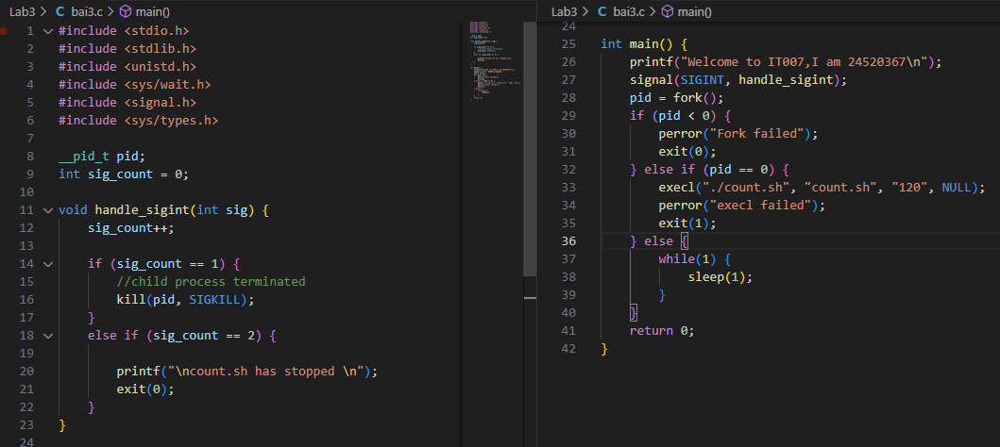 Lab3 > C bai3.c > main()
1 #include <stdio.h>
2 #include <stdlib.h>
3 #include <unistd.h>
4 #include <sys/wait.h>
5 #include <signal.h>
6 #include <sys/types.h>
7
8 __pid_t pid;
9 int sig_count = 0;
10
11 void handle_sigint(int sig) {
12     sig_count++;
13
14     if (sig_count == 1) {
15         //child process terminated
16         kill(pid, SIGKILL);
17     }
18     else if (sig_count == 2) {
19
20         printf("\ncount.sh has stopped \n");
21         exit(0);
22     }
23 }
24
Lab3 > C bai3.c > main()
24
25 int main() {
26     printf("Welcome to IT007,I am 24520367\n");
27     signal(SIGINT, handle_sigint);
28     pid = fork();
29     if (pid < 0) {
30         perror("Fork failed");
31         exit(0);
32     } else if (pid == 0) {
33         execl("./count.sh", "count.sh", "120", NULL);
34         perror("execl failed");
35         exit(1);
36     } else {
37         while(1) {
38             sleep(1);
39         }
40     }
41     return 0;
42 }